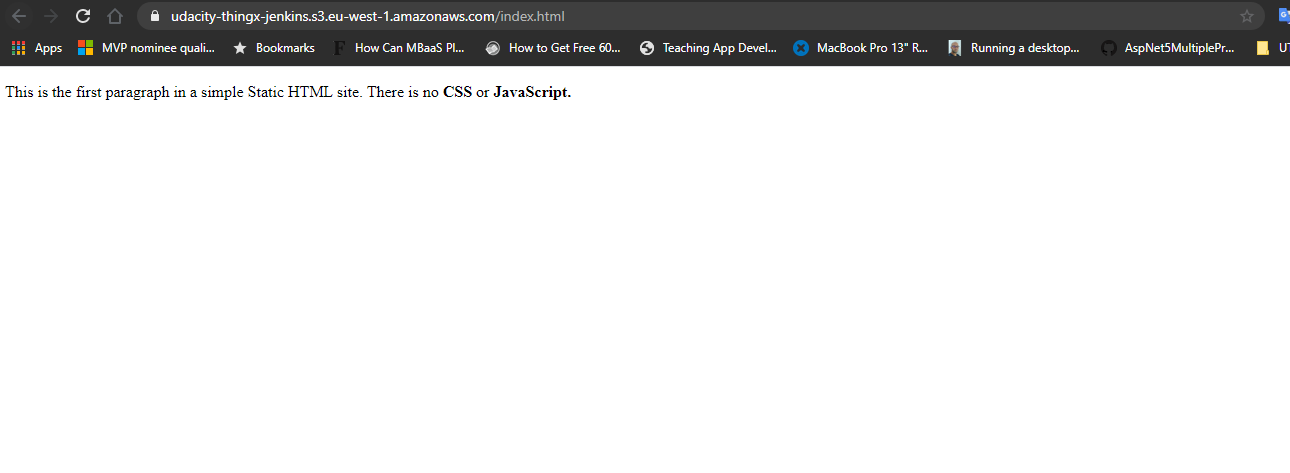 udacity-thingx-jenkins.s3.eu-west-1.amazonaws.com/index.html
Apps MVP nominee quali... Bookmarks How Can MBaaS Pl... How to Get Free 60... Teaching App Devel... MacBook Pro 13" R... Running a desktop... AspNet5MultiplePr...
This is the first paragraph in a simple Static HTML site. There is no CSS or JavaScript.